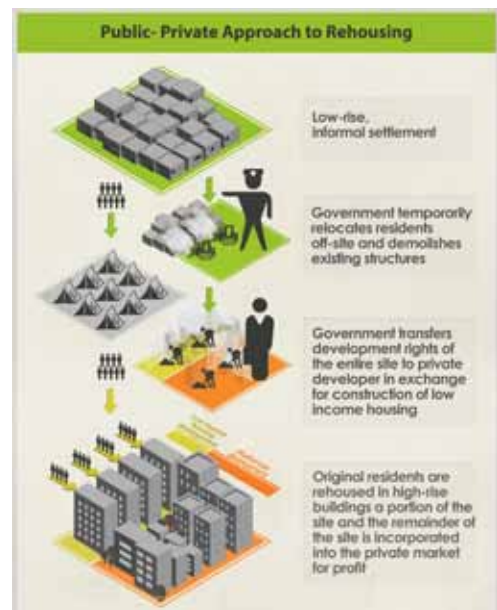 Public- Private Approach to Rehousing
Low-rise,
informal settlement
Government temporarily
relocates residents
off-site and demolishes
existing structures
Government transfers
development rights of
the entire site to private
developer in exchange
for construction of low
income housing
Original residents are
rehoused in high-rise
buildings a portion of the
site and the remainder of
the site is incorporated
into the private market
for profit